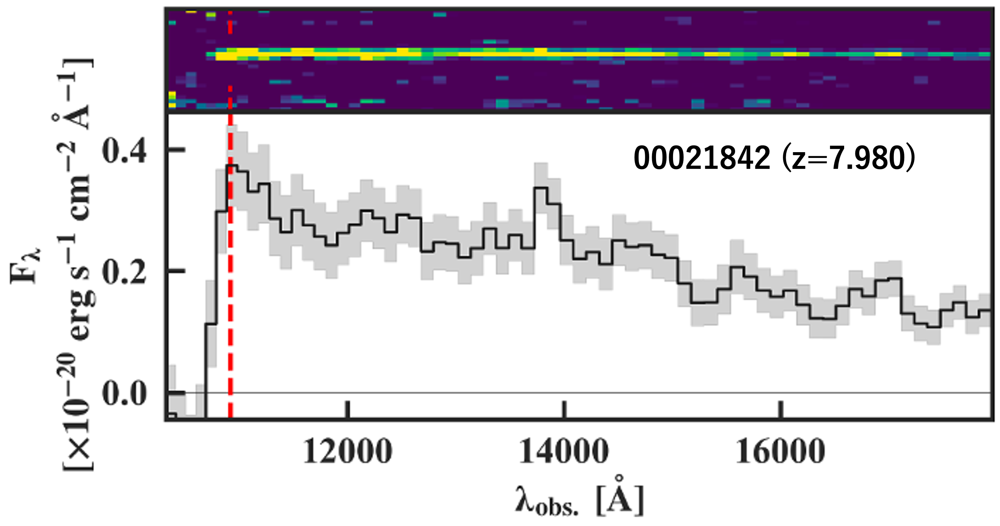 F_λ
[×10⁻²⁰ erg s⁻¹ cm⁻² Å⁻¹]
0.4
0.2
0.0
00021842 (z=7.980)
12000 14000 16000
λobs. [Å]